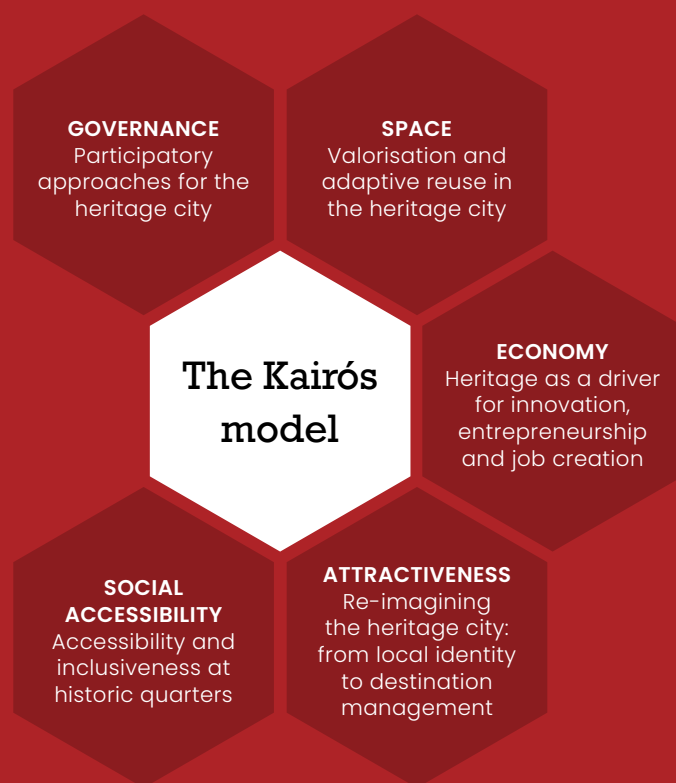 GOVERNANCE
Participatory
approaches for the
heritage city
SPACE
Valorisation and
adaptive reuse in
the heritage city
The Kairós
model
ECONOMY
Heritage as a driver
for innovation,
entrepreneurship
and job creation
SOCIAL
ACCESSIBILITY
Accessibility and
inclusiveness at
historic quarters
ATTRACTIVENESS
Re-imagining
the heritage city:
from local identity
to destination
management